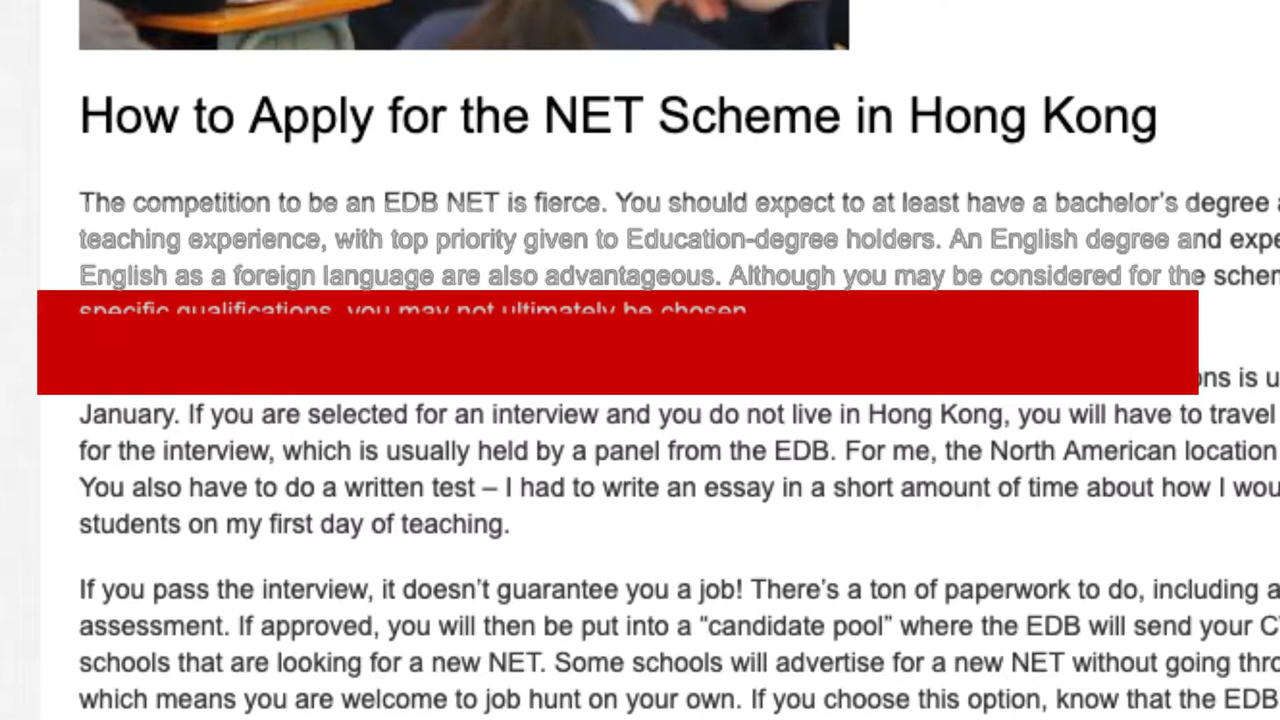 How to Apply for the NET Scheme in Hong Kong
The competition to be an EDB NET is fierce. You should expect to at least have a bachelor's degree
teaching experience, with top priority given to Education-degree holders. An English degree and
English as a foreign language are also advantageous. Although you may be considered for the
specific qualifications, you may not ultimately be chosen.
is
January. If you are selected for an interview and you do not live in Hong Kong, you will have to travel
for the interview, which is usually held by a panel from the EDB. For me, the North American location
You also have to do a written test – I had to write an essay in a short amount of time about how I
students on my first day of teaching.
If you pass the interview, it doesn't guarantee you a job! There's a ton of paperwork to do, including
assessment. If approved, you will then be put into a “candidate pool” where the EDB will send your
schools that are looking for a new NET. Some schools will advertise for a new NET without going
which means you are welcome to job hunt on your own. If you choose this option, know that the EDB